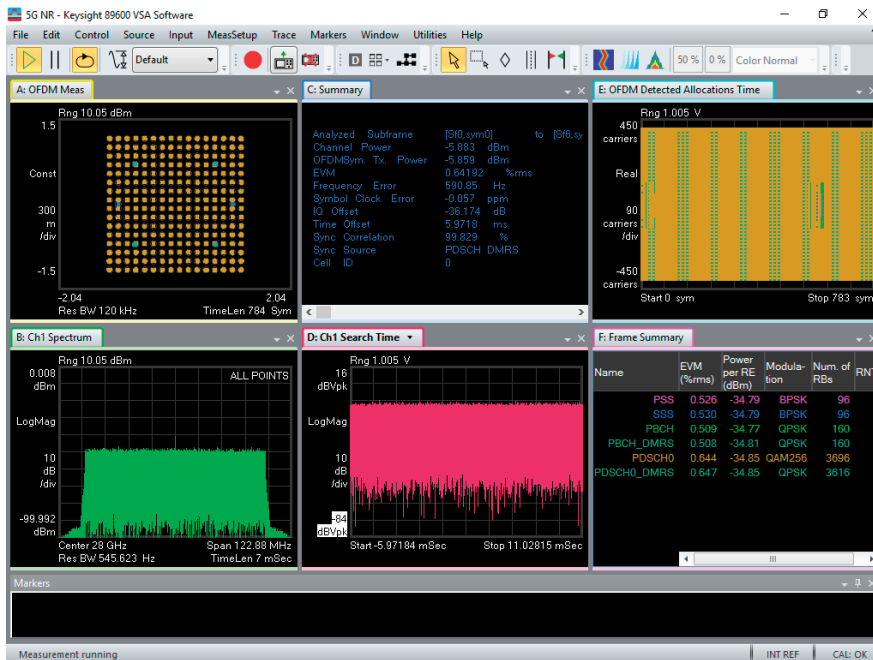 5G NR - Keysight 89600 VSA Software
File Edit Control Source Input MeasSetup Trace Markers Window Utilities Help
Default
D
50 % 0 % Color Normal
A: OFDM Meas
Rng 10.05 dBm
1.5
Const
300
m
/div
-1.5
-2.04 2.04
Res BW 120 kHz TimeLen 784 Sym
C: Summary
Analyzed Subframe [Sf0,sym0] to [Sf6,sy
Channel Power -5.883 dBm
OFDMSym. Tx. Power -5.859 dBm
EVM 0.64192 %rms
Frequency Error 590.85 Hz
Symbol Clock Error -0.057 ppm
IQ Offset -36.174 dB
Time Offset 5.9718 ms
Sync Correlation 99.829 %
Sync Source PDSCH DMRS
Cell ID 0
E: OFDM Detected Allocations Time
Rng 1.005 V
450
carriers
Real
90
carriers
/div
-450
carriers
Start 0 sym Stop 783 sym
B: Ch1 Spectrum
Rng 10.05 dBm
0.008
dBm
ALL POINTS
LogMag
10
dB
/div
-99.992
dBm
Center 28 GHz Span 122.88 MHz
Res BW 545.623 Hz TimeLen 7 mSec
D: Ch1 Search Time
Rng 1.005 V
16
dBVpk
LogMag
10
dB
/div
-84
dBVpk
Start -5.97184 mSec Stop 11.02815 mSec
F: Frame Summary
Name EVM (%rms) Power per RE (dBm) Modula-tion Num. of RBs RNT
PSS 0.526 -34.79 BPSK 96
SSS 0.530 -34.79 BPSK 96
PBCH 0.509 -34.77 QPSK 160
PBCH_DMRS 0.508 -34.81 QPSK 160
PDSCH0 0.644 -34.85 QAM256 3696
PDSCH0_DMRS 0.647 -34.85 QPSK 3616
Markers
Measurement running INT REF CAL: OK